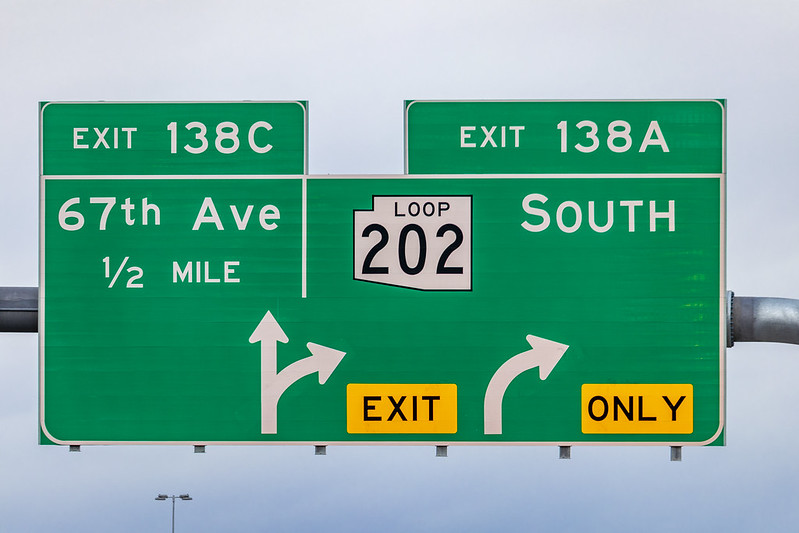 EXIT 138C
67th Ave
½ MILE
EXIT 138A
LOOP
202
SOUTH
EXIT ONLY